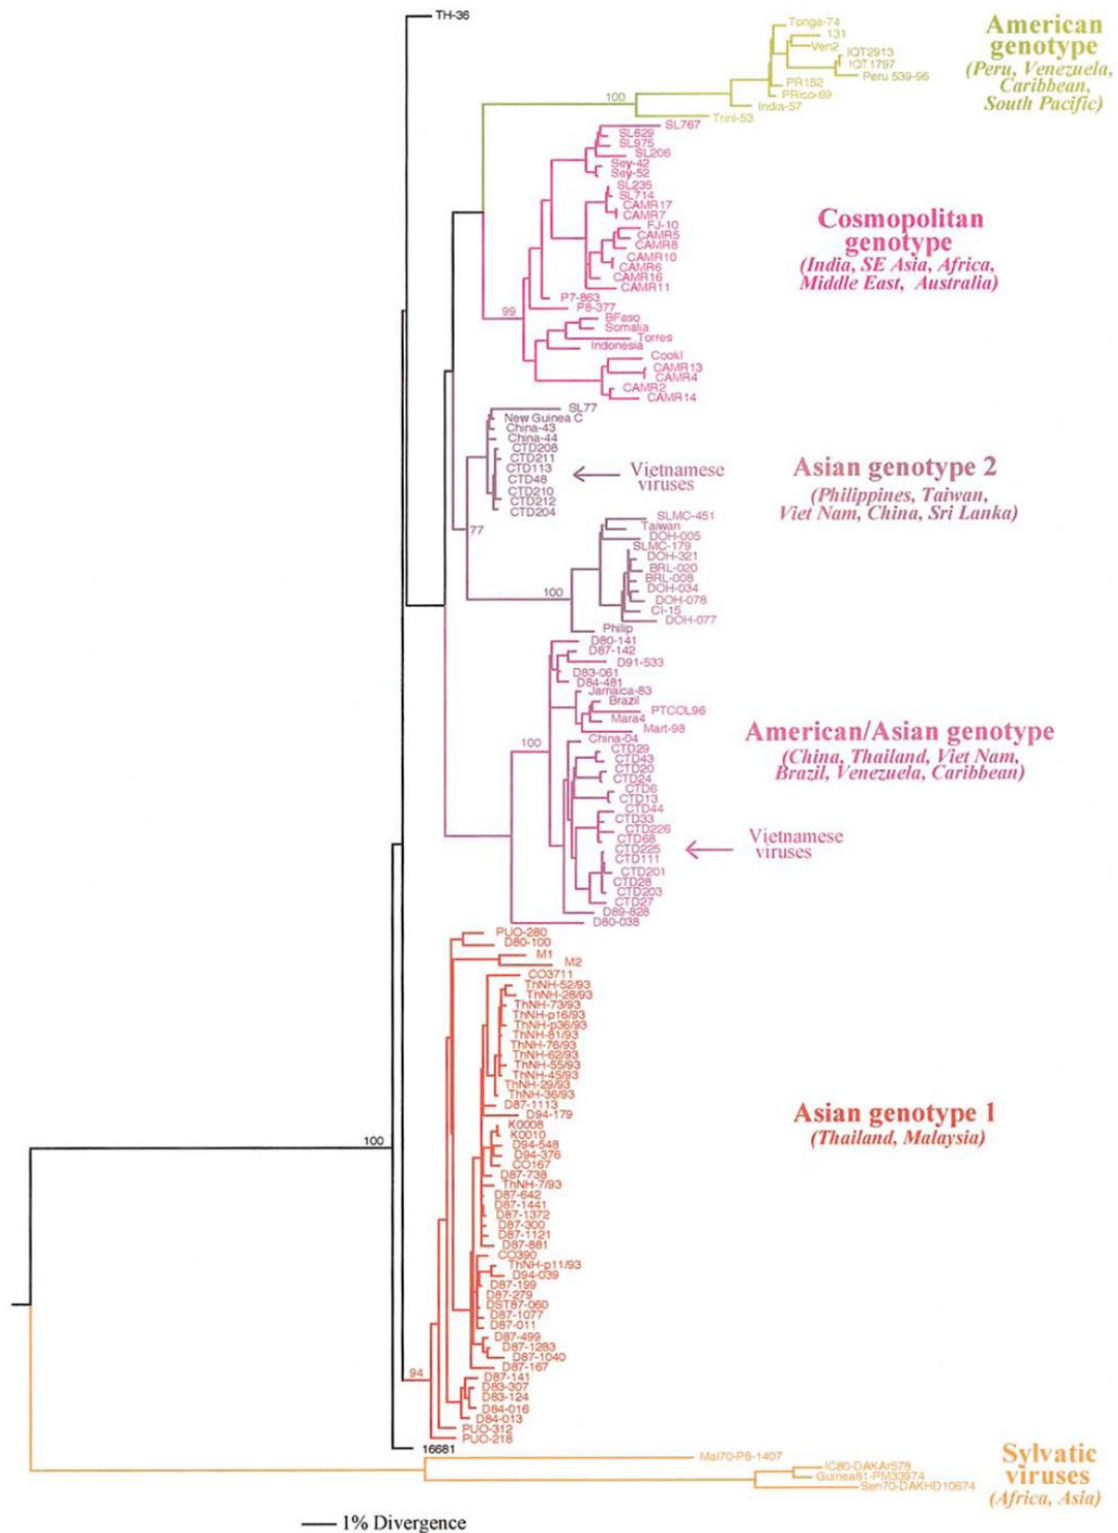 TH-36
American
genotype
(Peru, Venezuela,
Caribbean,
South Pacific)
Tonga-74
131
Ven2
IQT2913
IQT1797
Peru 539-96
PR152
PRico-69
India-57
Trini-53
100
SL767
SL629
SL975
SL206
Sey-42
Sey-52
SL235
SL714
CAMR17
CAMR7
FJ-10
CAMR5
CAMR8
CAMR10
CAMR6
CAMR16
CAMR11
P7-863
P8-377
BFaso
Somalia
Torres
Indonesia
CookI
CAMR13
CAMR4
CAMR2
CAMR14
99
Cosmopolitan
genotype
(India, SE Asia, Africa,
Middle East, Australia)
SL77
New Guinea C
China-43
China-44
CTD208
CTD211
CTD113
CTD48
CTD210
CTD212
CTD204
Vietnamese
viruses
77
Asian genotype 2
(Philippines, Taiwan,
Viet Nam, China, Sri Lanka)
SLMC-451
Taiwan
DOH-005
SLMC-179
DOH-321
BRL-020
BRL-008
DOH-034
DOH-078
CI-15
DOH-077
Philip
100
D80-141
D87-142
D91-533
D83-061
D84-481
Jamaica-83
Brazil
PTCOL96
Mara4
Mart-98
China-04
CTD29
CTD43
CTD20
CTD24
CTD6
CTD13
CTD44
CTD33
CTD226
CTD68
CTD225
CTD111
CTD201
CTD28
CTD203
CTD27
D89-828
D80-038
100
American/Asian genotype
(China, Thailand, Viet Nam,
Brazil, Venezuela, Caribbean)
Vietnamese
viruses
PUO-280
D80-100
M1
M2
CO3711
ThNH-52/93
ThNH-28/93
ThNH-73/93
ThNH-p16/93
ThNH-p36/93
ThNH-81/93
ThNH-76/93
ThNH-62/93
ThNH-55/93
ThNH-45/93
ThNH-29/93
ThNH-36/93
D87-1113
D94-179
K0008
K0010
D94-548
D94-376
CO167
D87-738
ThNH-7/93
D87-642
D87-1441
D87-1372
D87-300
D87-1121
D87-881
CO390
ThNH-p11/93
D94-039
D87-199
D87-279
DST87-060
D87-1077
D87-011
D87-499
D87-1283
D87-1040
D87-167
D87-141
D83-307
D83-124
D84-016
D84-013
PUO-312
PUO-218
94
100
Asian genotype 1
(Thailand, Malaysia)
16681
Mal70-P8-1407
IC80-DAKAr578
Guinea81-PM33974
Sen70-DAKHD10674
Sylvatic
viruses
(Africa, Asia)
1% Divergence